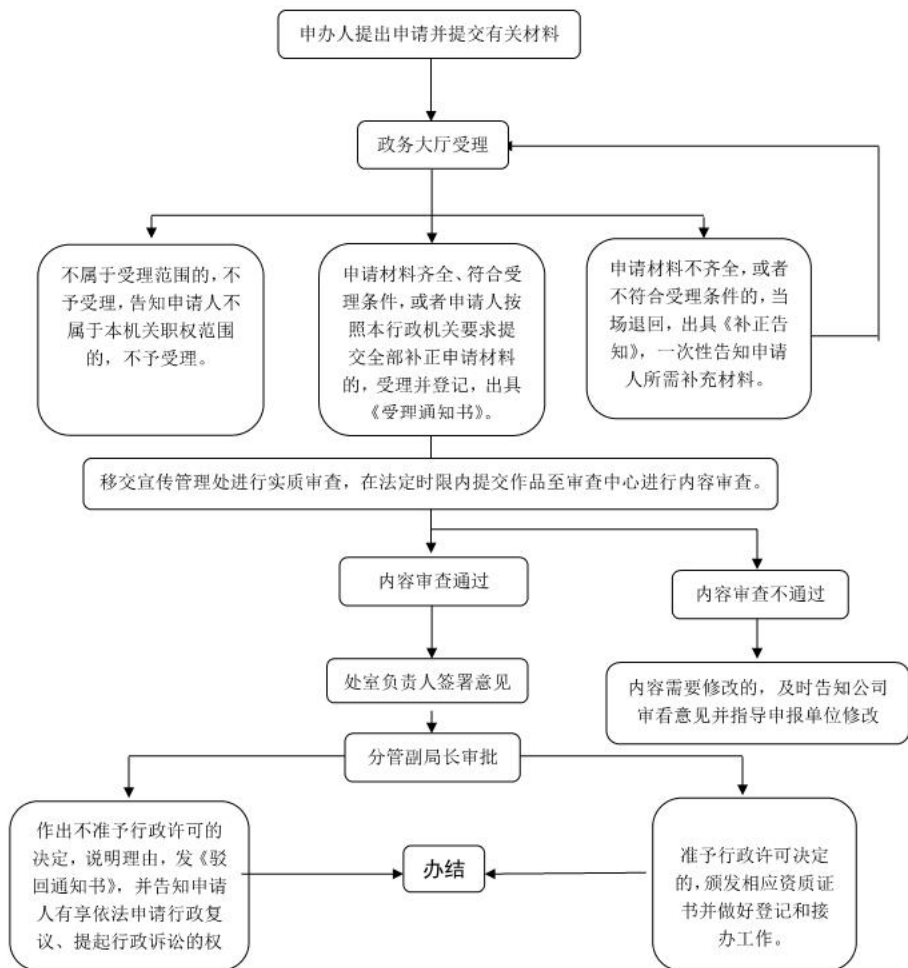 申办人提出申请并提交有关材料
政务大厅受理
不属于受理范围的，不
予受理，告知申请人不
属于本机关职权范围
的，不予受理。
申请材料齐全、符合受
理条件，或者申请人按
照本行政机关要求提
交全部补正申请材料
的，受理并登记，出具
《受理通知书》。
申请材料不齐全，或者
不符合受理条件的，当
场退回，出具《补正告
知》，一次性告知申请
人所需补充材料。
移交宣传管理处进行实质审查，在法定时限内提交作品至审查中心进行内容审查。
内容审查通过
内容审查不通过
处室负责人签署意见
内容需要修改的，及时告知公司
审看意见并指导申报单位修改
分管副局长审批
作出不准予行政许可的
决定，说明理由，发《驳
回通知书》，并告知申请
人有享依法申请行政复
议、提起行政诉讼的权
办结
准予行政许可决定
的，颁发相应资质证
书并做好登记和接
办工作。